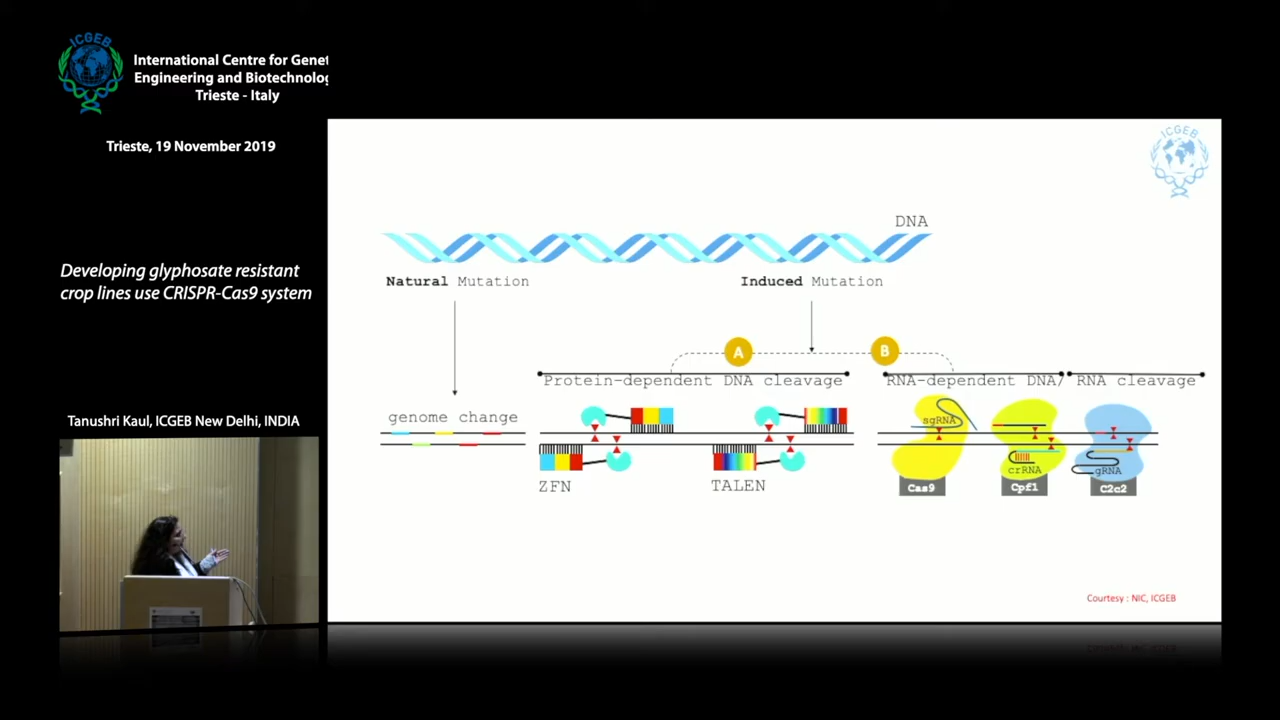 ICGEB
International Centre for Genet
Engineering and Biotechnolog
Trieste - Italy
Trieste, 19 November 2019
Developing glyphosate resistant
crop lines use CRISPR-Cas9 system
Tanushri Kaul, ICGEB New Delhi, INDIA
ICGEB
DNA
Natural Mutation
Induced Mutation
A
B
Protein-dependent DNA cleavage
RNA-dependent DNA/ RNA cleavage
genome change
sgRNA
crRNA
gRNA
ZFN
TALEN
Cas9
Cpf1
C2c2
Courtesy : NIC, ICGEB